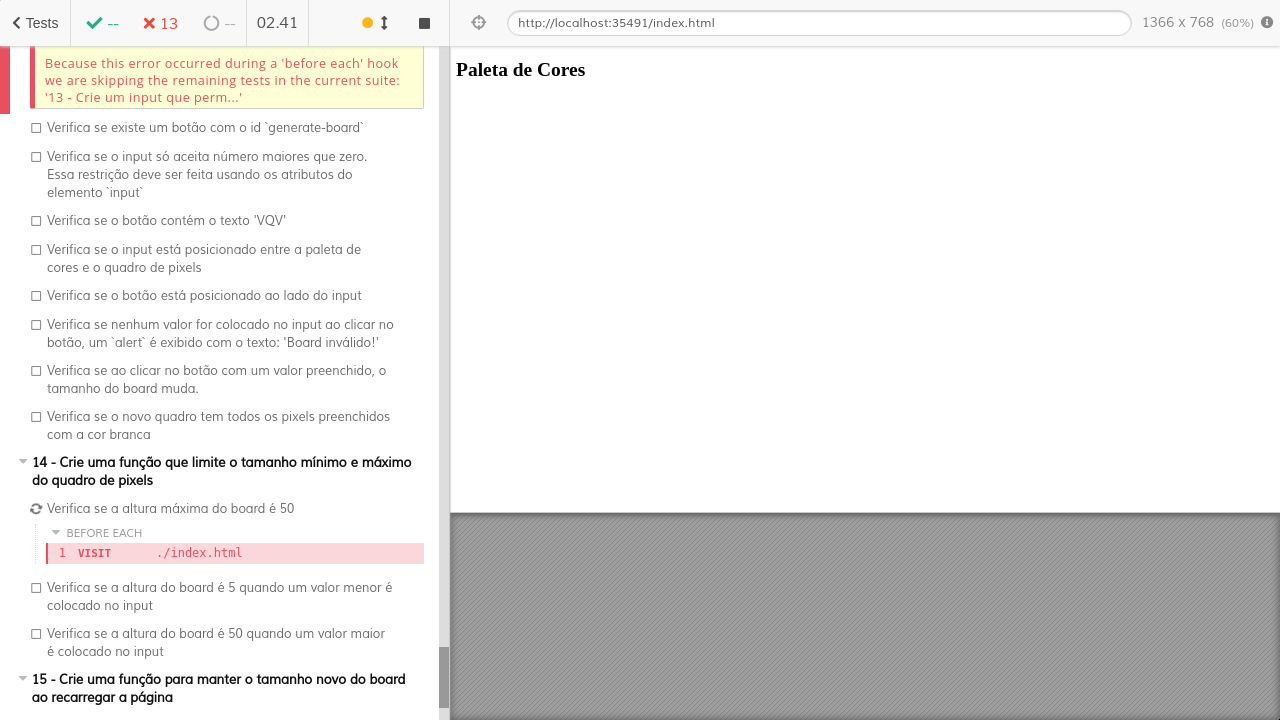 Tests
--
13
--
02.41
http://localhost:35491/index.html
1366 x 768 (60%)
Because this error occurred during a 'before each' hook
we are skipping the remaining tests in the current suite:
'13 - Crie um input que perm...'
Verifica se existe um botão com o id `generate-board`
Verifica se o input só aceita número maiores que zero.
Essa restrição deve ser feita usando os atributos do
elemento `input`
Verifica se o botão contém o texto 'VQV'
Verifica se o input está posicionado entre a paleta de
cores e o quadro de pixels
Verifica se o botão está posicionado ao lado do input
Verifica se nenhum valor for colocado no input ao clicar no
botão, um `alert` é exibido com o texto: 'Board inválido!'
Verifica se ao clicar no botão com um valor preenchido, o
tamanho do board muda.
Verifica se o novo quadro tem todos os pixels preenchidos
com a cor branca
14 - Crie uma função que limite o tamanho mínimo e máximo
do quadro de pixels
Verifica se a altura máxima do board é 50
BEFORE EACH
1 VISIT ./index.html
Verifica se a altura do board é 5 quando um valor menor é
colocado no input
Verifica se a altura do board é 50 quando um valor maior
é colocado no input
15 - Crie uma função para manter o tamanho novo do board
ao recarregar a página
Paleta de Cores